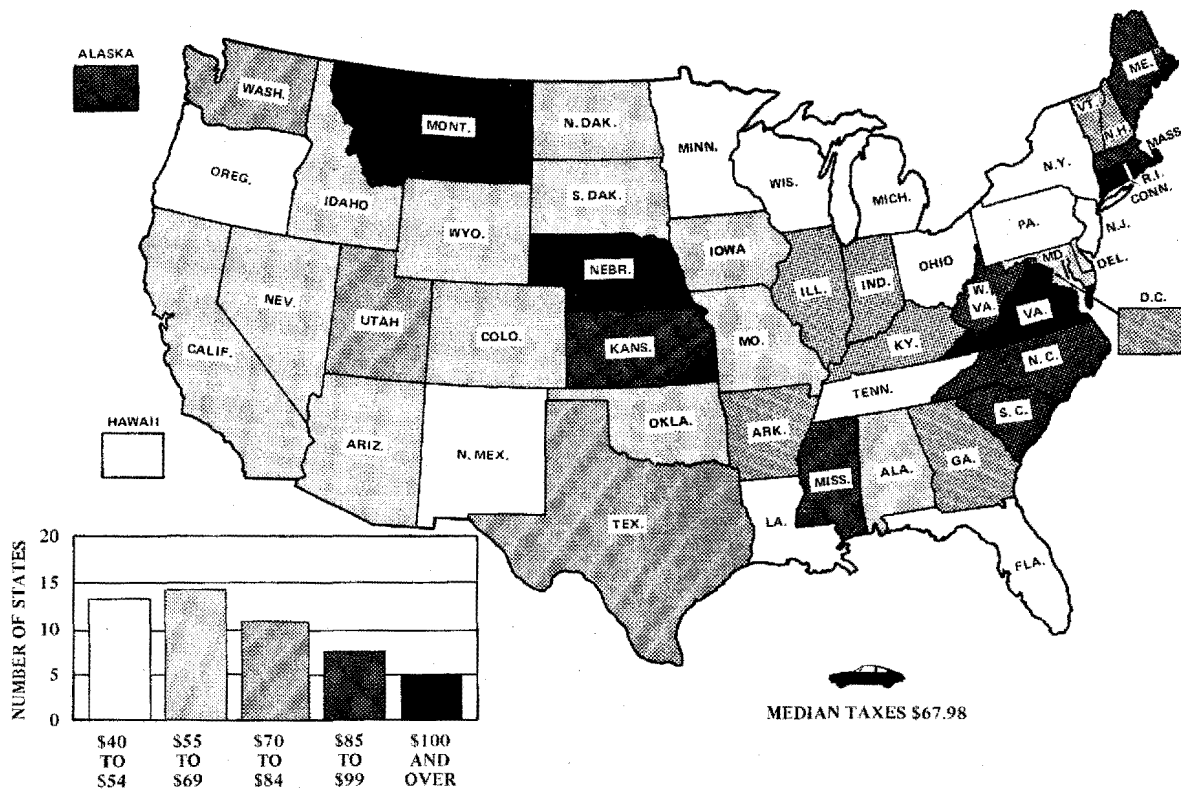 ALASKA
WASH.
MONT.
N. DAK.
MINN.
ME.
VT.
N.H.
MASS
OREG.
IDAHO
S. DAK.
WIS.
MICH.
N.Y.
R.I.
CONN.
WYO.
IOWA
PA.
N.J.
NEBR.
OHIO
MD.
DEL.
NEV.
UTAH
COLO.
ILL.
IND.
W.
VA.
VA.
D.C.
CALIF.
KANS.
MO.
KY.
N.C.
TENN.
HAWAII
ARIZ.
N. MEX.
OKLA.
ARK.
S.C.
MISS.
ALA.
GA.
TEX.
LA.
FLA.
NUMBER OF STATES
20
15
10
5
0
$40
TO
$54
$55
TO
$69
$70
TO
$84
$85
TO
$99
$100
AND
OVER
MEDIAN TAXES $67.98